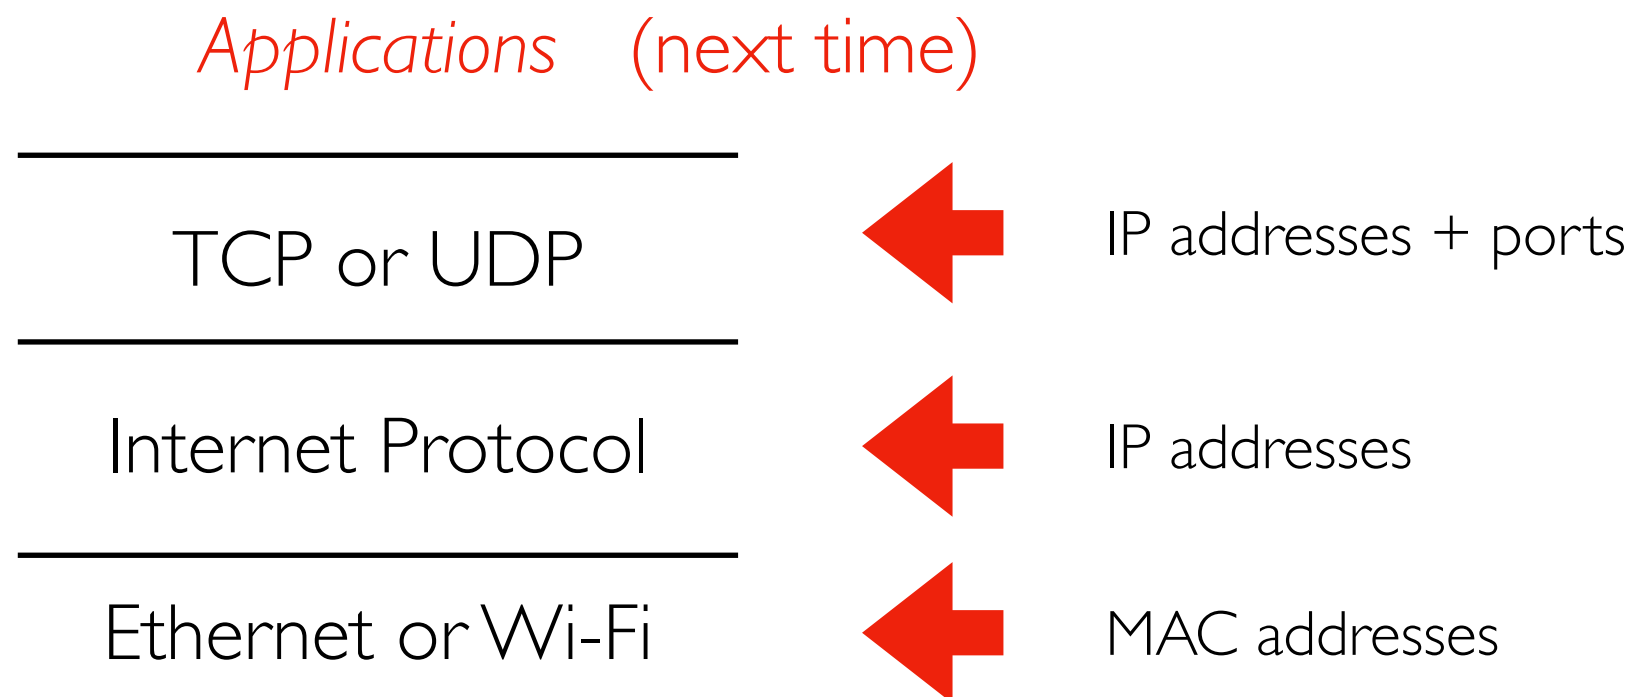 Applications (next time)
TCP or UDP
IP addresses + ports
Internet Protocol
IP addresses
Ethernet or Wi-Fi
MAC addresses